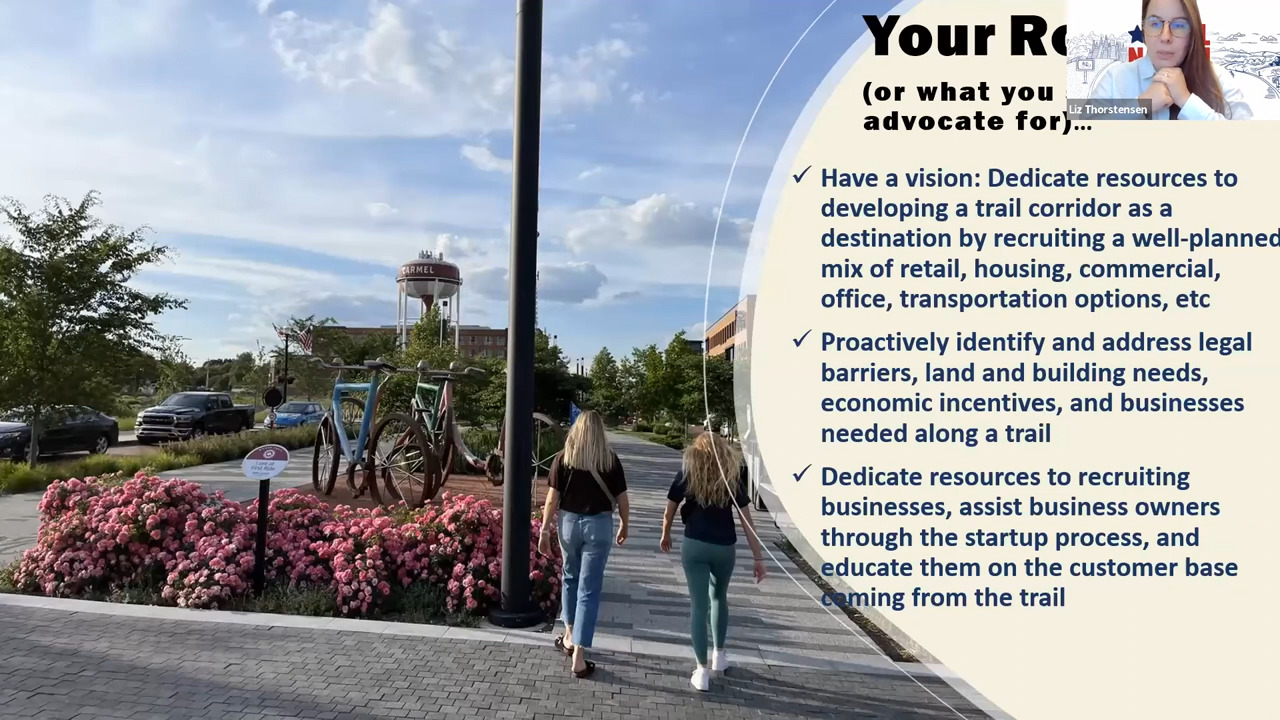 Your
(or what you
advocate for)...
Liz Thorstensen
✓ Have a vision: Dedicate resources to
developing a trail corridor as a
destination by recruiting a well-planned
mix of retail, housing, commercial,
office, transportation options, etc
✓ Proactively identify and address legal
barriers, land and building needs,
economic incentives, and businesses
needed along a trail
✓ Dedicate resources to recruiting
businesses, assist business owners
through the startup process, and
educate them on the customer base
coming from the trail
CARMEL